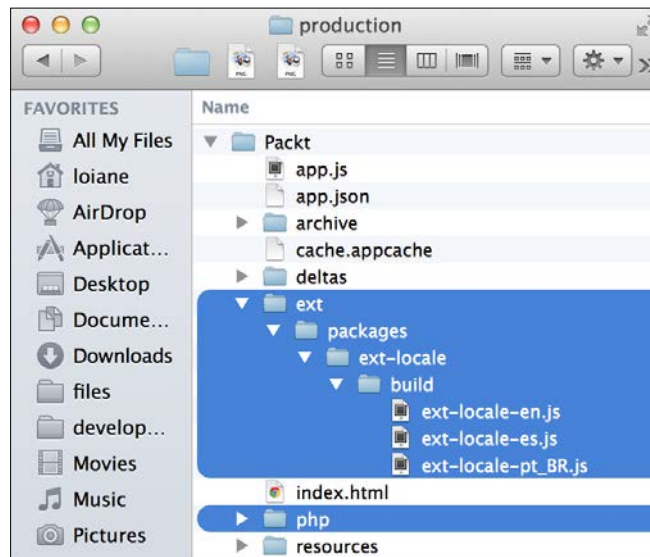 production
FAVORITES
All My Files
loiane
AirDrop
Applicat...
Desktop
Docume...
Downloads
files
develop...
Movies
Music
Pictures
Name
Packt
app.js
app.json
archive
cache.appcache
deltas
ext
packages
ext-locale
build
ext-locale-en.js
ext-locale-es.js
ext-locale-pt_BR.js
index.html
php
resources